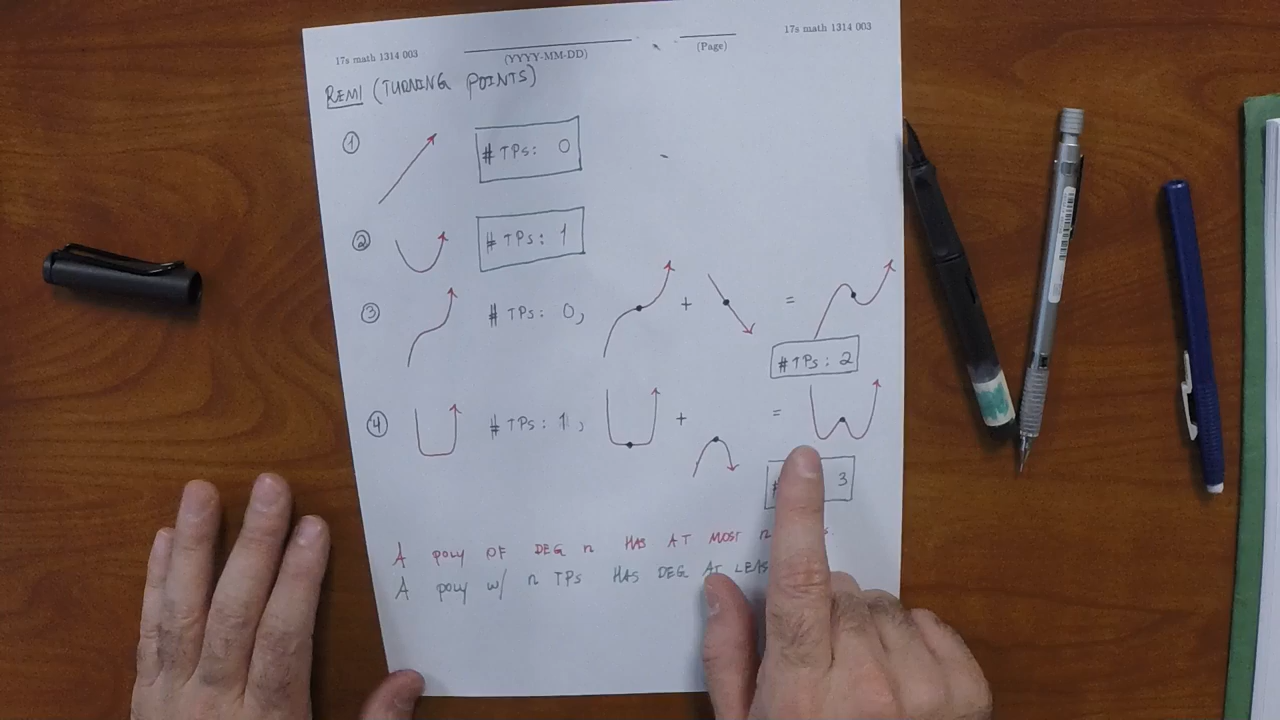 17s math 1314 003
(YYYY-MM-DD)
(Page)
17s math 1314 003
REM (TURNING POINTS)
① # TPs: 0
② # TPs: 1
③ # TPs: 0, + =
# TPs: 2
④ # TPs: 1, + =
# 3
A poly OF DEG n HAS AT MOST
A poly w/ n TPs HAS DEG AT